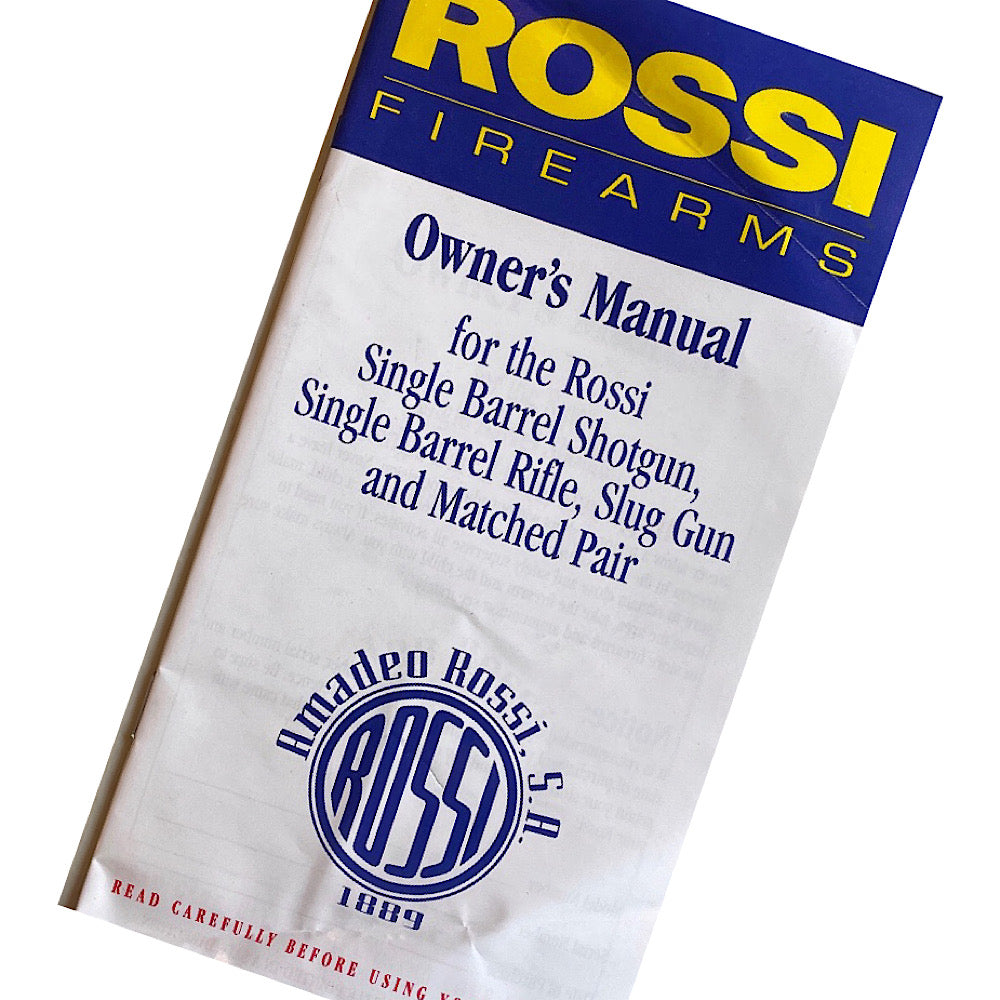 ROSSI
FIREARMS
Owner's Manual
for the Rossi
Single Barrel Shotgun,
Single Barrel Rifle, Slug Gun
and Matched Pair
Amadeo Rossi, S.A.
ROSSI
1889
READ CAREFULLY BEFORE USING